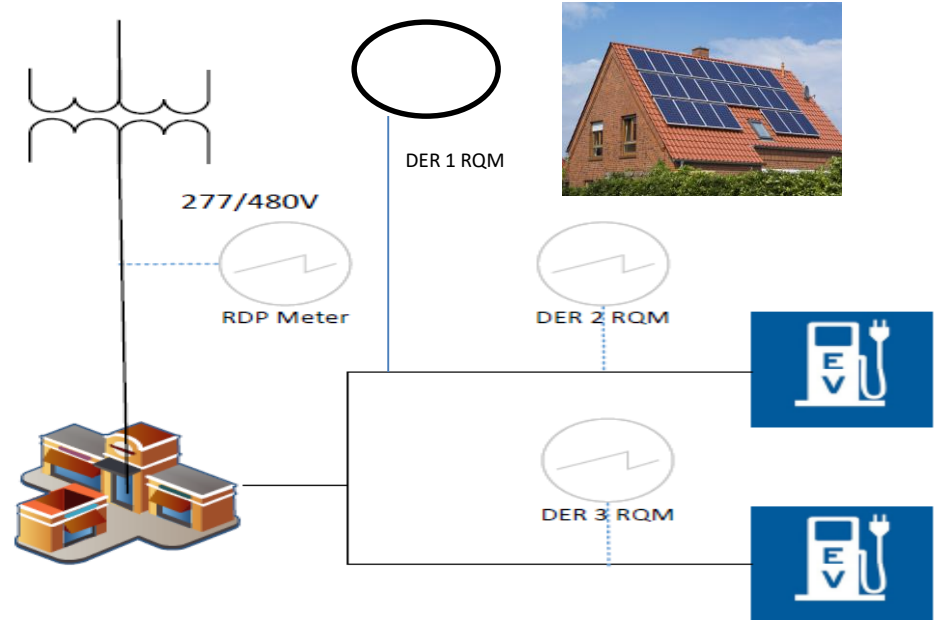 DER 1 RQM
277/480V
RDP Meter
DER 2 RQM
E
V
DER 3 RQM
E
V